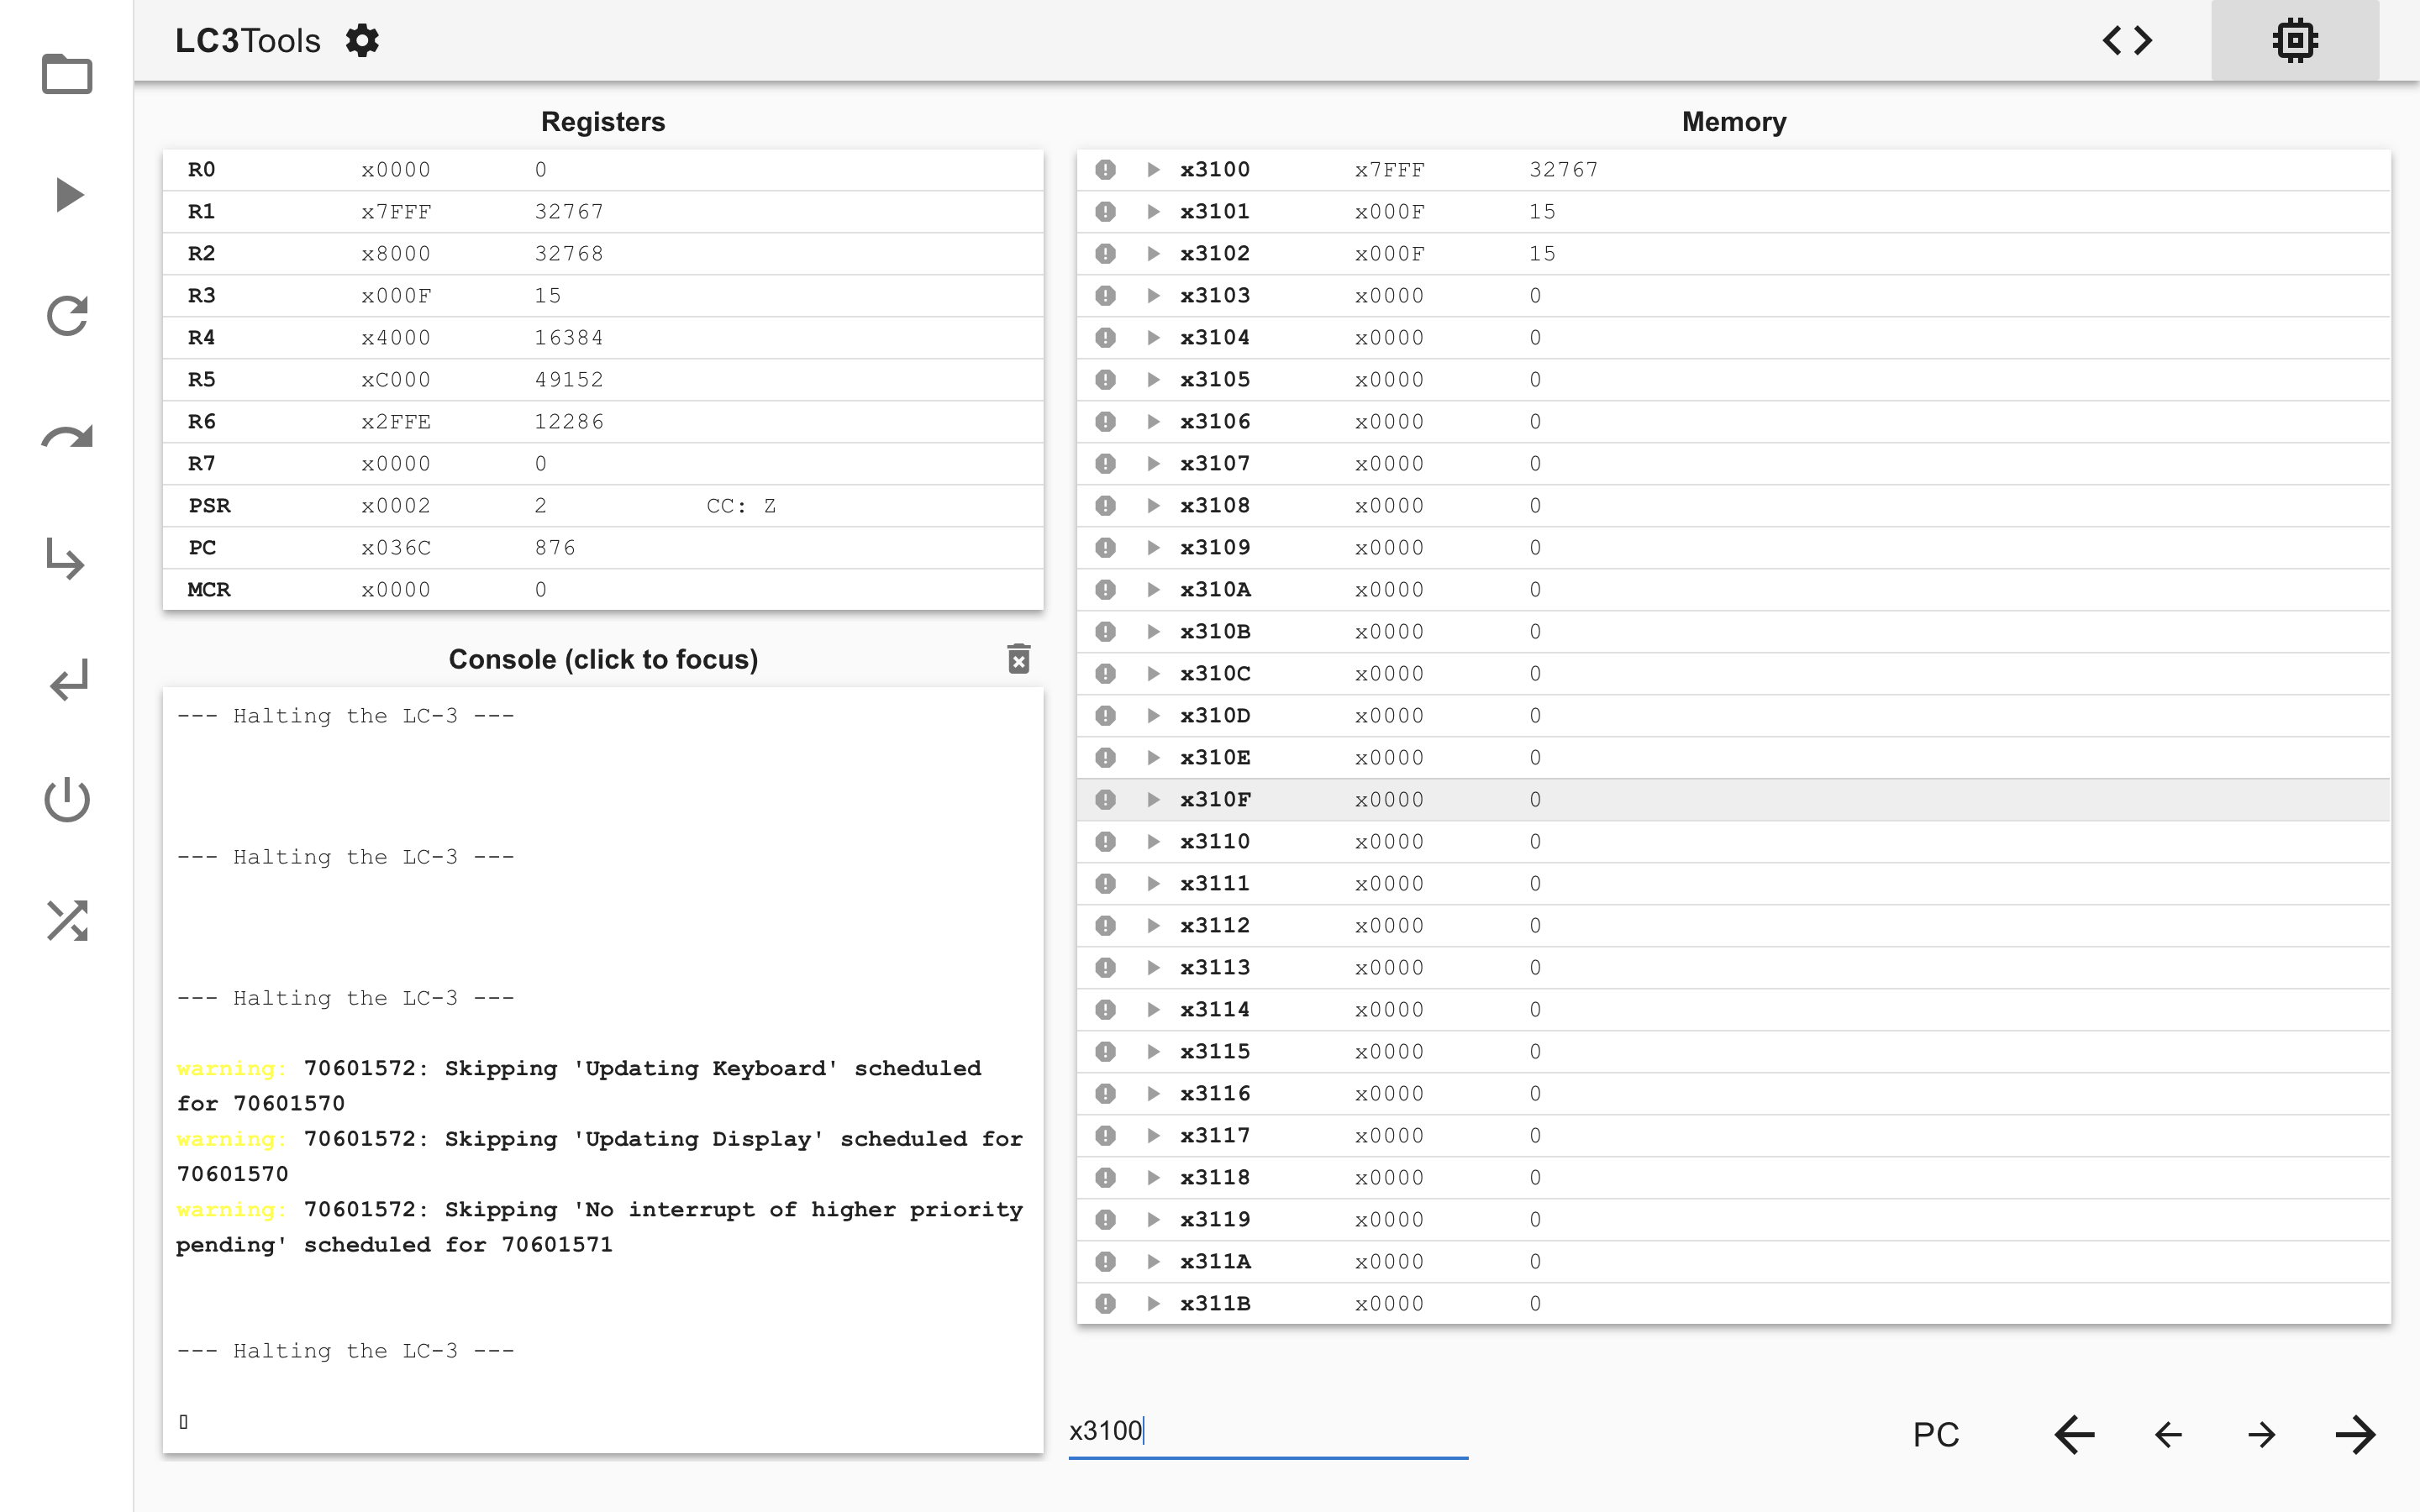 LC3Tools
Registers
R0 x0000 0
R1 x7FFF 32767
R2 x8000 32768
R3 x000F 15
R4 x4000 16384
R5 xC000 49152
R6 x2FFE 12286
R7 x0000 0
PSR x0002 2 CC: Z
PC x036C 876
MCR x0000 0
Console (click to focus)
--- Halting the LC-3 ---
--- Halting the LC-3 ---
--- Halting the LC-3 ---
warning: 70601572: Skipping 'Updating Keyboard' scheduled
for 70601570
warning: 70601572: Skipping 'Updating Display' scheduled for
70601570
warning: 70601572: Skipping 'No interrupt of higher priority
pending' scheduled for 70601571
--- Halting the LC-3 ---
Memory
x3100 x7FFF 32767
x3101 x000F 15
x3102 x000F 15
x3103 x0000 0
x3104 x0000 0
x3105 x0000 0
x3106 x0000 0
x3107 x0000 0
x3108 x0000 0
x3109 x0000 0
x310A x0000 0
x310B x0000 0
x310C x0000 0
x310D x0000 0
x310E x0000 0
x310F x0000 0
x3110 x0000 0
x3111 x0000 0
x3112 x0000 0
x3113 x0000 0
x3114 x0000 0
x3115 x0000 0
x3116 x0000 0
x3117 x0000 0
x3118 x0000 0
x3119 x0000 0
x311A x0000 0
x311B x0000 0
x3100
PC